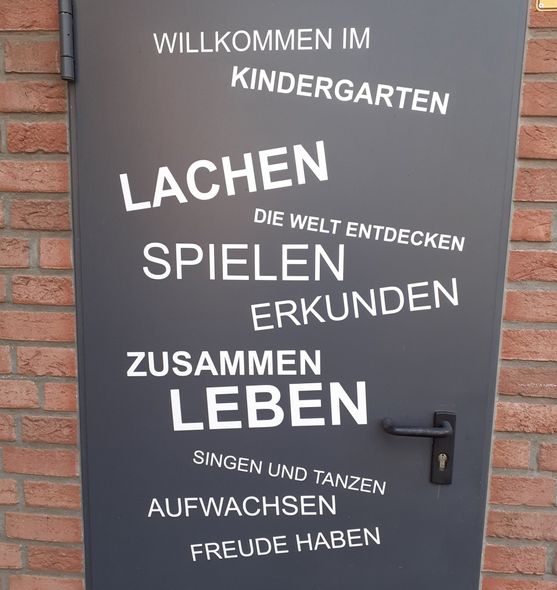 WILLKOMMEN IM
KINDERGARTEN
LACHEN
DIE WELT ENTDECKEN
SPIELEN
ERKUNDEN
ZUSAMMEN
LEBEN
SINGEN UND TANZEN
AUFWACHSEN
FREUDE HABEN